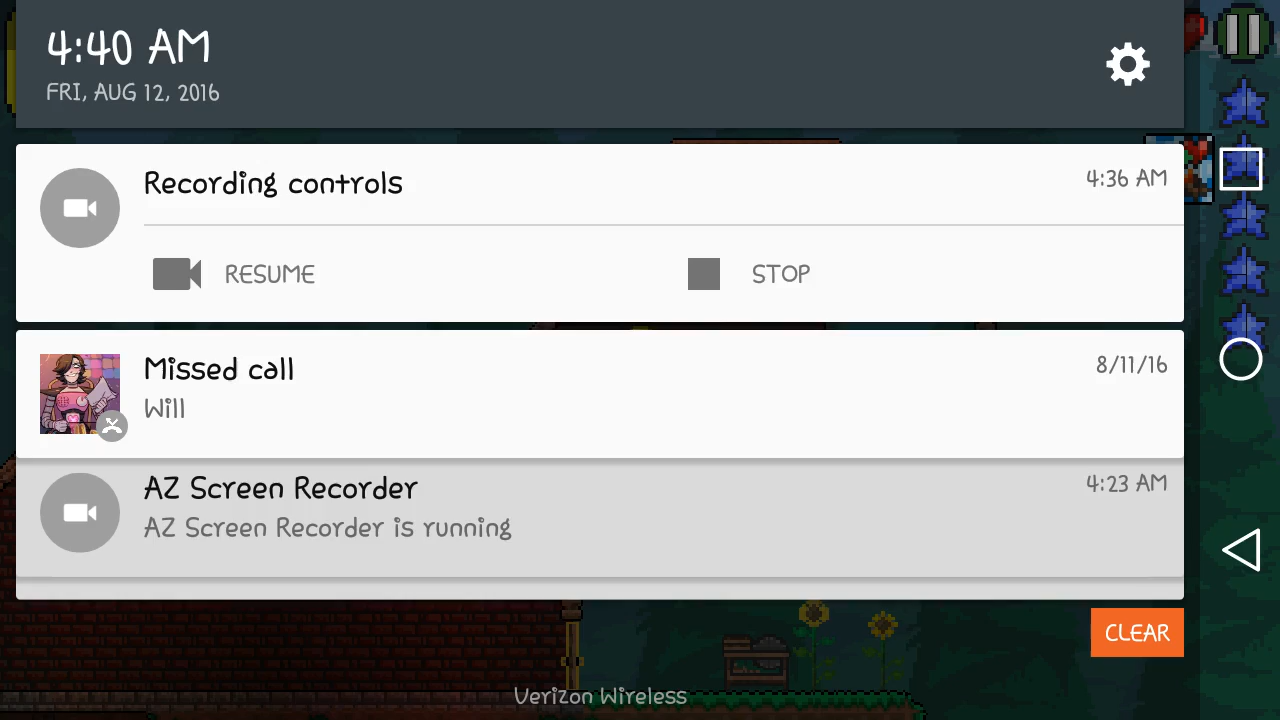 4:40 AM
FRI, AUG 12, 2016
Recording controls
4:36 AM
RESUME
STOP
Missed call
8/11/16
Will
AZ Screen Recorder
4:23 AM
AZ Screen Recorder is running
CLEAR
Verizon Wireless